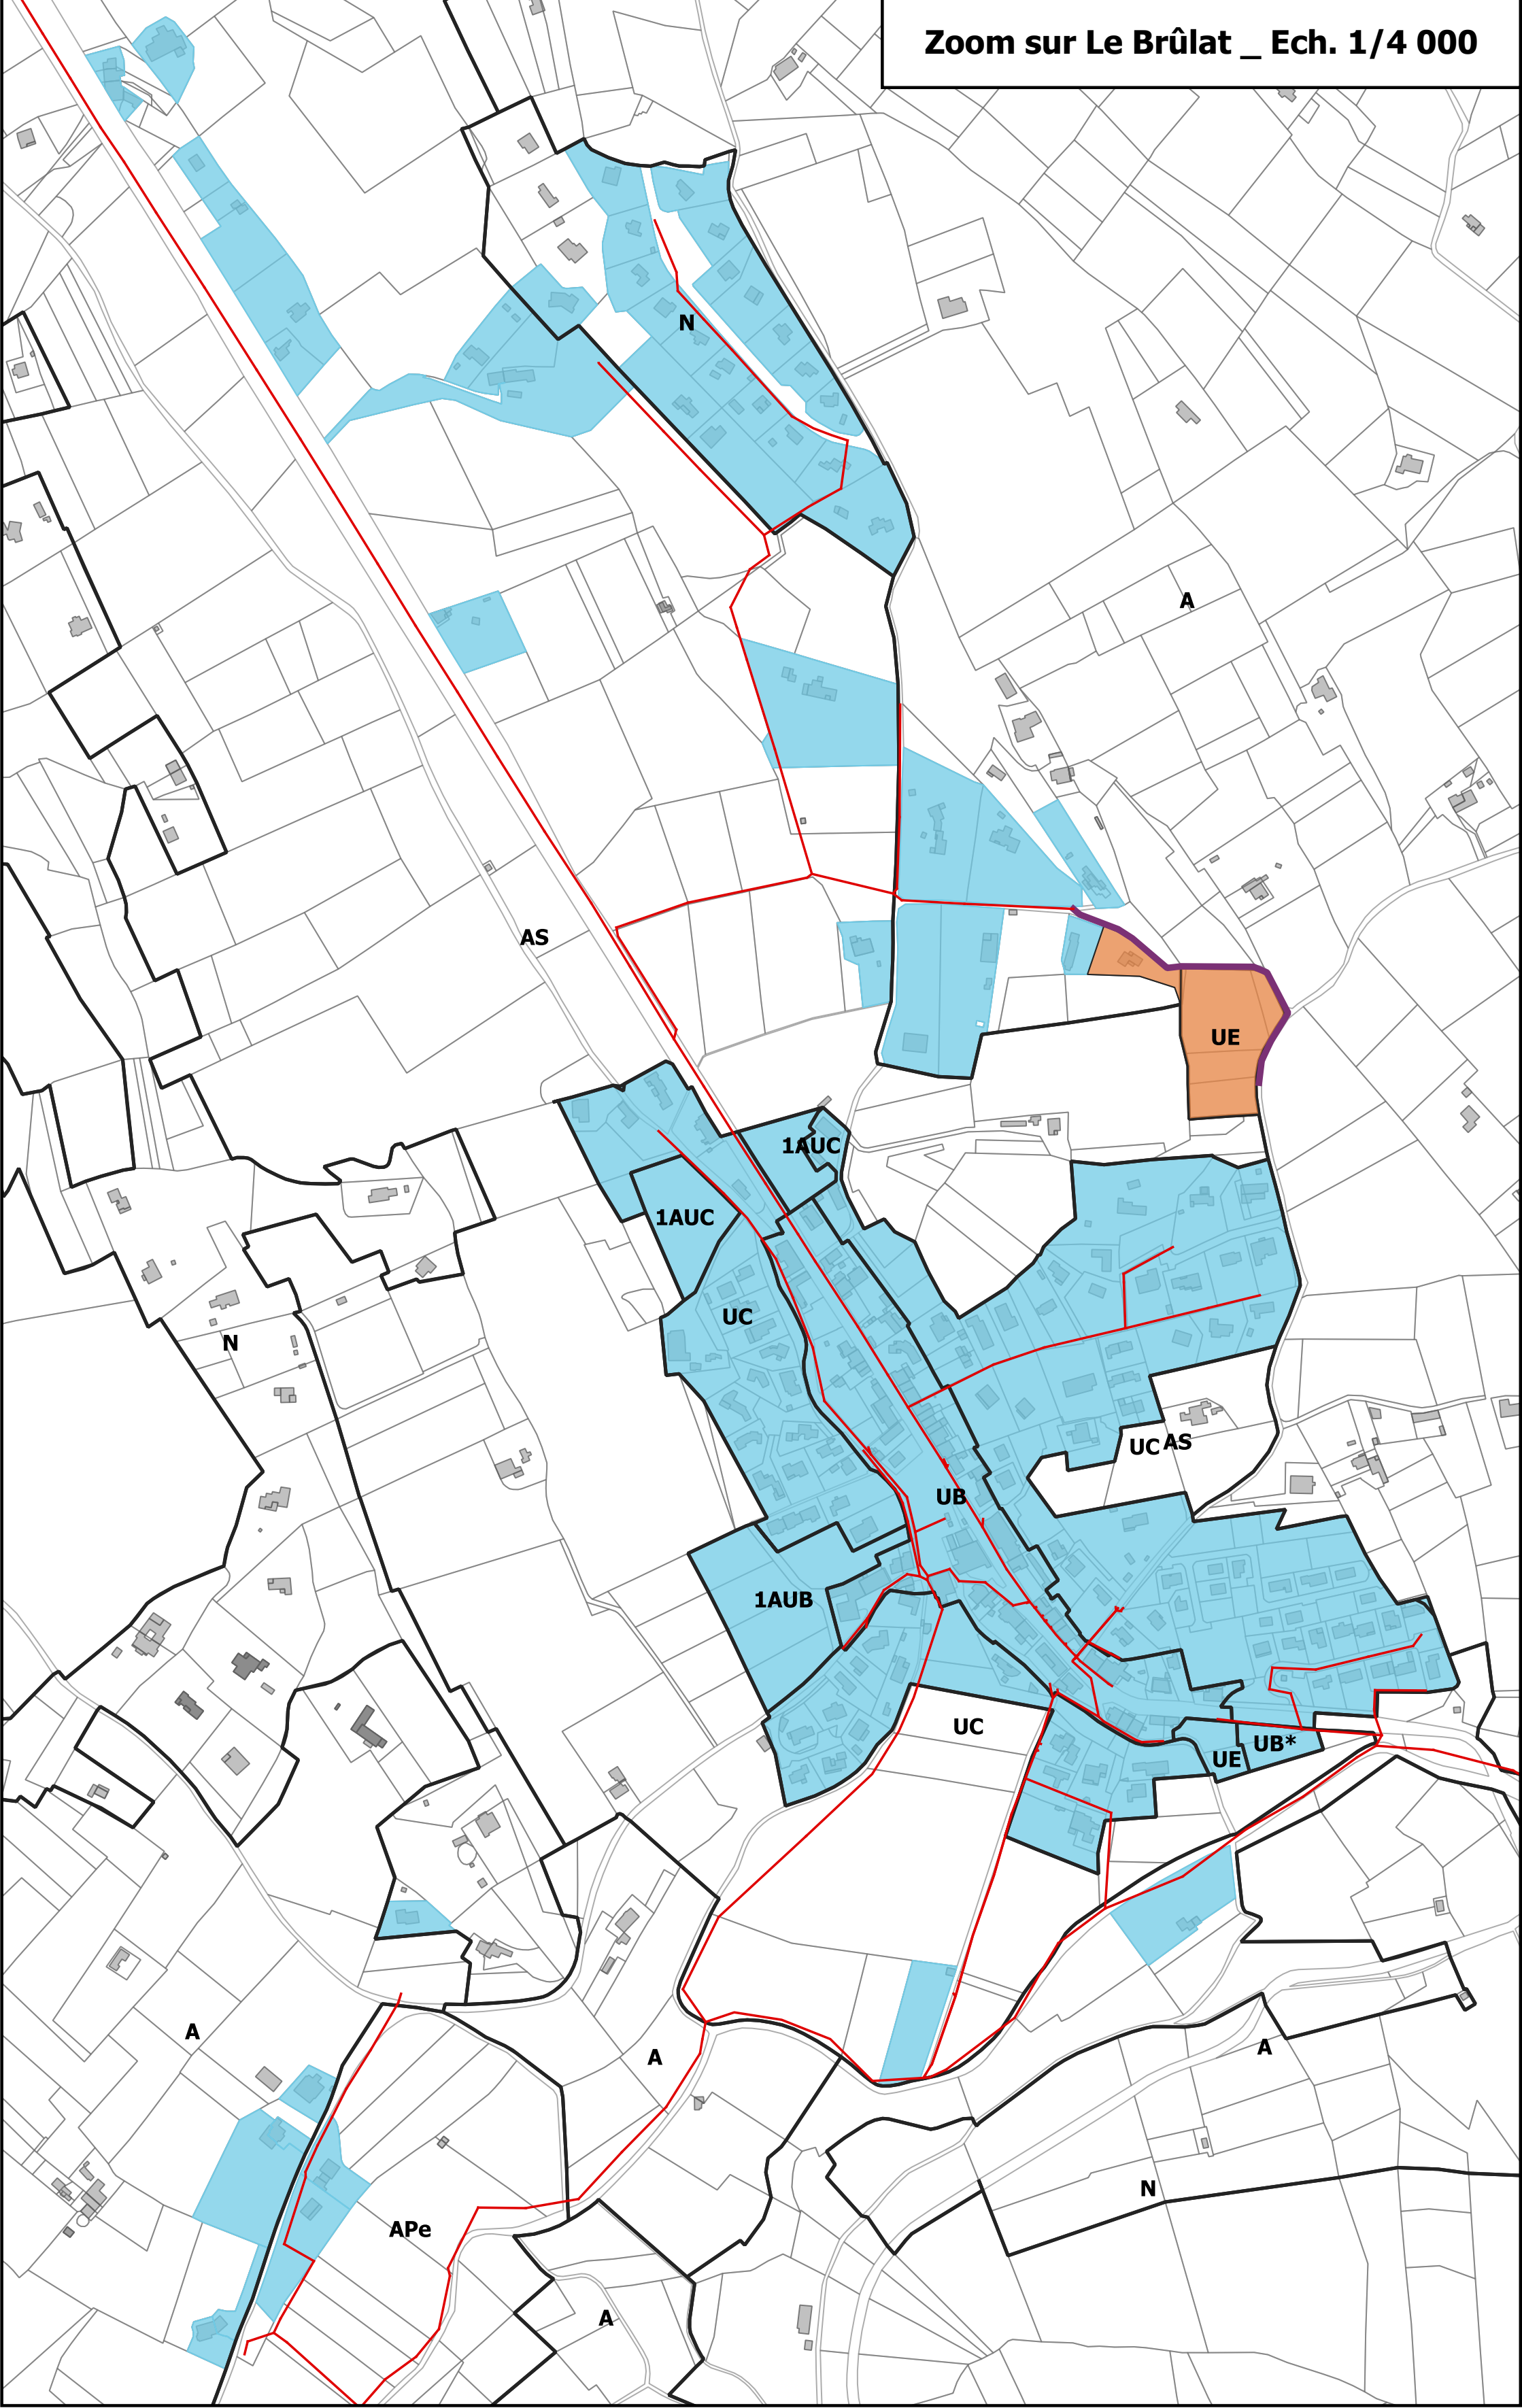 Zoom sur Le Brûlat _ Ech. 1/4 000
N
A
AS
UE
1AUC
1AUC
UC
N
UC AS
UB
1AUB
UC
UB*
UE
A
A
A
N
APe
A